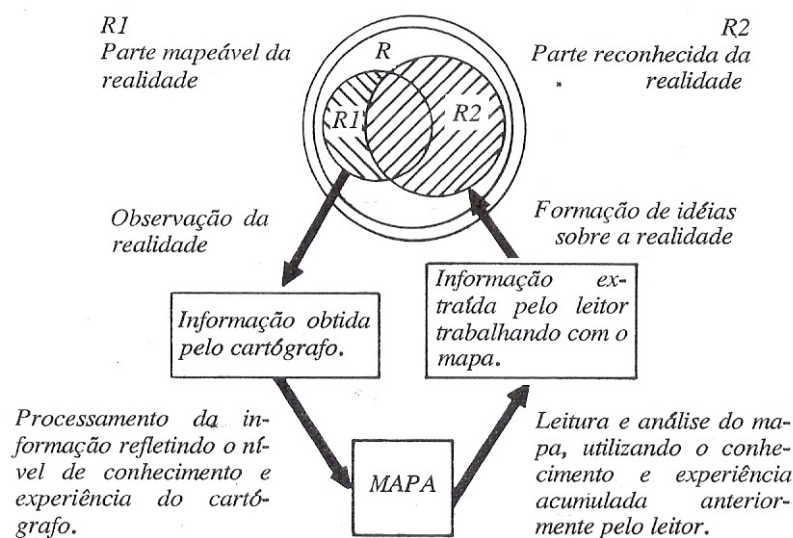 R1
Parte mapeável da
realidade
R2
Parte reconhecida da
realidade
R
R1
R2
Observação da
realidade
Formação de idéias
sobre a realidade
Informação obtida
pelo cartógrafo.
Informação ex-
traída pelo leitor
trabalhando com o
mapa.
Processamento da in-
formação refletindo o ní-
vel de conhecimento e
experiência do cartó-
grafo.
MAPA
Leitura e análise do ma-
pa, utilizando o conhe-
cimento e experiência
acumulada anterior-
mente pelo leitor.